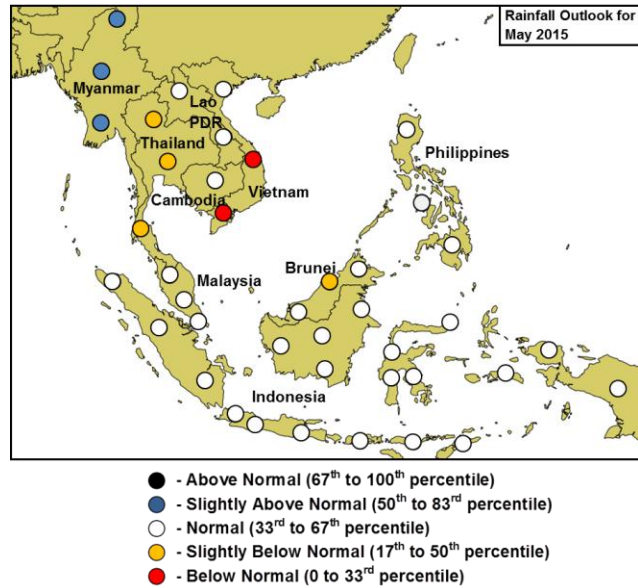 Rainfall Outlook for
May 2015
Myanmar
Lao
PDR
Thailand
Philippines
Vietnam
Cambodia
Brunei
Malaysia
Indonesia
- Above Normal (67th to 100th percentile)
- Slightly Above Normal (50th to 83rd percentile)
- Normal (33rd to 67th percentile)
- Slightly Below Normal (17th to 50th percentile)
- Below Normal (0 to 33rd percentile)